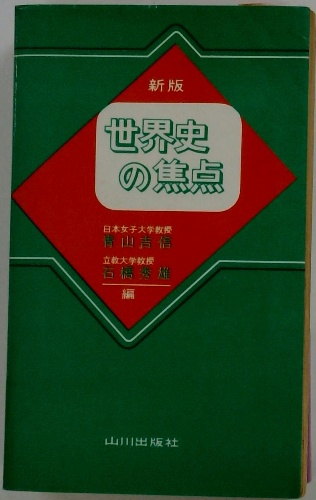 新版
世界史
の焦点
日本女子大学教授
青山吉信
立教大学教授
石橋秀雄
編
山川出版社